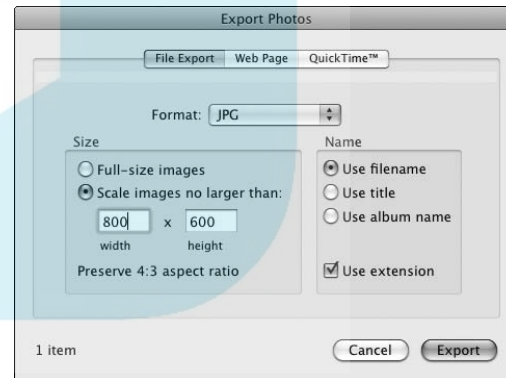 Export Photos
File Export Web Page QuickTime™
Format: JPG
Size
Full-size images
Scale images no larger than:
800 x 600
width height
Preserve 4:3 aspect ratio
Name
Use filename
Use title
Use album name
Use extension
1 item
Cancel Export